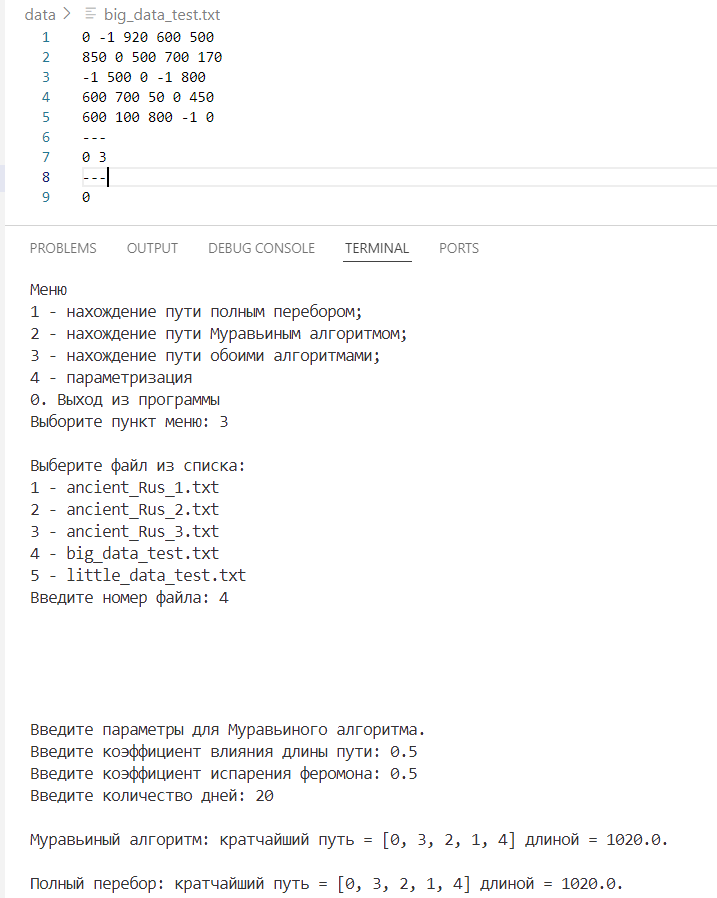 data > big_data_test.txt
1 0 -1 920 600 500
2 850 0 500 700 170
3 -1 500 0 -1 800
4 600 700 50 0 450
5 600 100 800 -1 0
6 ---
7 0 3
8 ---
9 0
PROBLEMS OUTPUT DEBUG CONSOLE TERMINAL PORTS
Меню
1 - нахождение пути полным перебором;
2 - нахождение пути Муравьиным алгоритмом;
3 - нахождение пути обоими алгоритмами;
4 - параметризация
0. Выход из программы
Выборите пункт меню: 3
Выберите файл из списка:
1 - ancient_Rus_1.txt
2 - ancient_Rus_2.txt
3 - ancient_Rus_3.txt
4 - big_data_test.txt
5 - little_data_test.txt
Введите номер файла: 4
Введите параметры для Муравьиного алгоритма.
Введите коэффициент влияния длины пути: 0.5
Введите коэффициент испарения феромона: 0.5
Введите количество дней: 20
Муравьиный алгоритм: кратчайший путь = [0, 3, 2, 1, 4] длиной = 1020.0.
Полный перебор: кратчайший путь = [0, 3, 2, 1, 4] длиной = 1020.0.